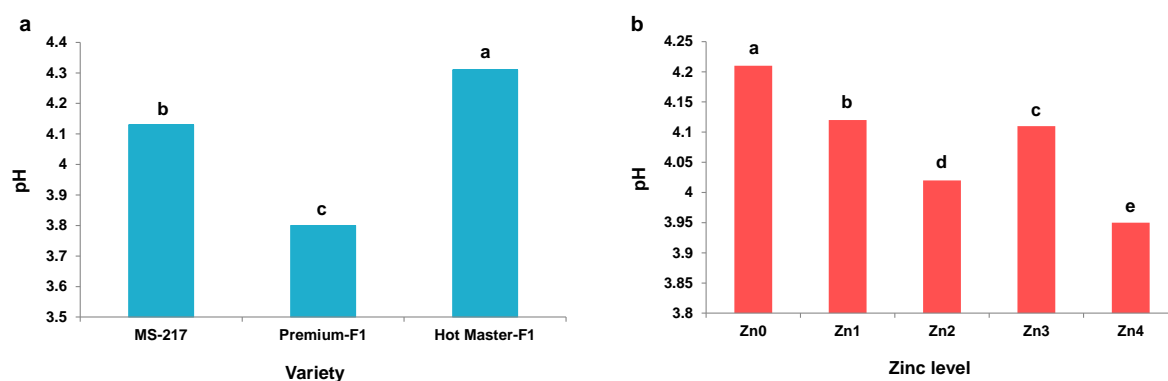 a
pH
4.4
4.3
4.2
4.1
4
3.9
3.8
3.7
3.6
3.5
b
c
a
MS-217 Premium-F1 Hot Master-F1
Variety
b
pH
4.25
4.2
4.15
4.1
4.05
4
3.95
3.9
3.85
3.8
a
b
d
c
e
Zn0 Zn1 Zn2 Zn3 Zn4
Zinc level